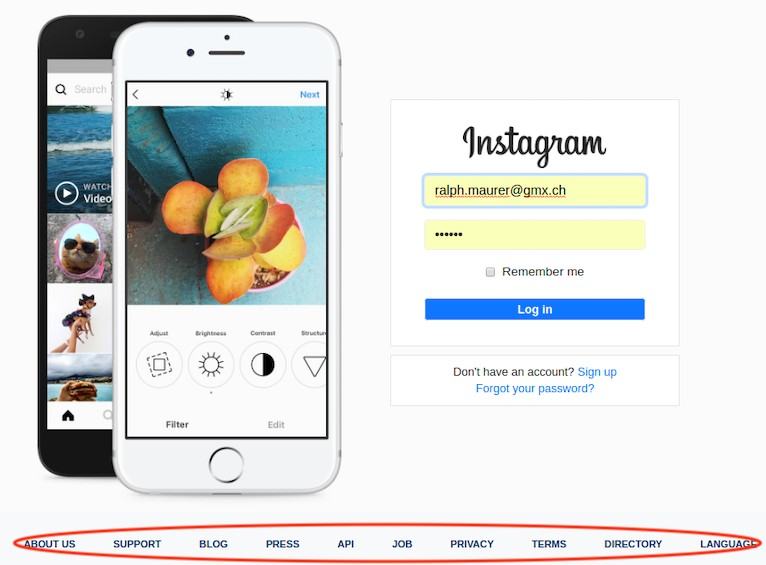 Search
WATCH
Video
Next
Adjust
Brightness
Contrast
Structur
Filter
Edit
Instagram
ralph.maurer@gmx.ch
••••••
Remember me
Log in
Don't have an account? Sign up
Forgot your password?
ABOUT US SUPPORT BLOG PRESS API JOB PRIVACY TERMS DIRECTORY LANGUAGE